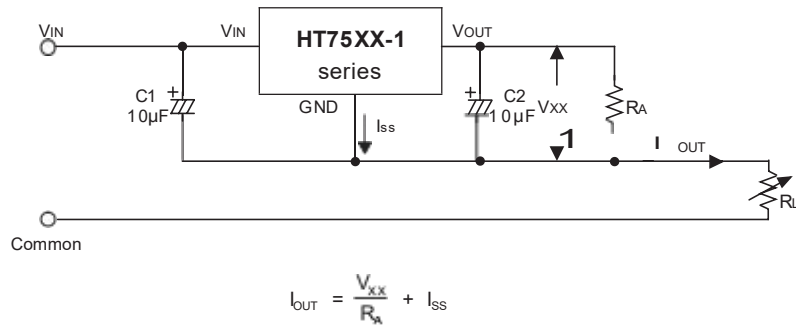 VIN VIN HT75XX-1 VOUT
series
C1 10µF
GND
Iss
C2 10µF
VXX
RA
1
I OUT
RL
Common
IOUT = VXX / RA + ISS